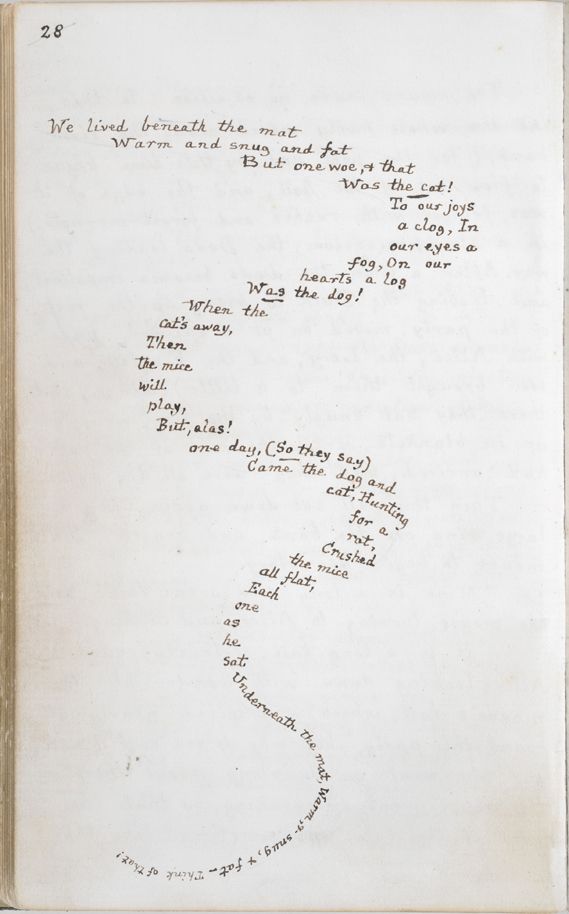 28
We lived beneath the mat
Warm and snug and fat
But one woe, & that
Was the cat!
To our joys
a clog, In
our eyes a
fog, On our
hearts a log
Was the dog!
When the
cat's away,
Then
the mice
will
play,
But, alas!
one day, (So they say)
Came the dog and
cat, Hunting
for a
rat,
Crushed
the mice
all flat,
Each
one
as
he
sat
Underneath the mat, Warm, & snug, & fat – Think of that!